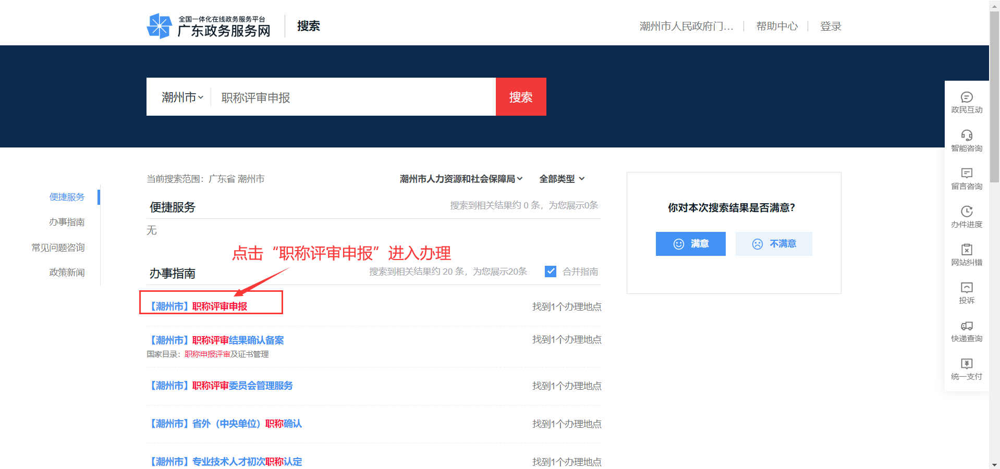 全国一体化在线政务服务平台
广东政务服务网
搜索
潮州市人民政府门... 帮助中心 登录
潮州市 职称评审申报 搜索
政民互动
智能咨询
留言咨询
办件进度
网站纠错
投诉
快递查询
统一支付
便捷服务
办事指南
常见问题咨询
政策新闻
当前搜索范围：广东省 潮州市 潮州市人力资源和社会保障局 全部类型
便捷服务 搜索到相关结果约 0 条，为您展示0条
无
点击“职称评审申报”进入办理
办事指南 搜索到相关结果约 20 条，为您展示20条 合并指南
【潮州市】职称评审申报 找到1个办理地点
【潮州市】职称评审结果确认备案 找到1个办理地点
国家目录：职称申报评审及证书管理
【潮州市】职称评审委员会管理服务 找到1个办理地点
【潮州市】省外（中央单位）职称确认 找到1个办理地点
【潮州市】专业技术人才初次职称认定 找到1个办理地点
你对本次搜索结果是否满意？
满意 不满意